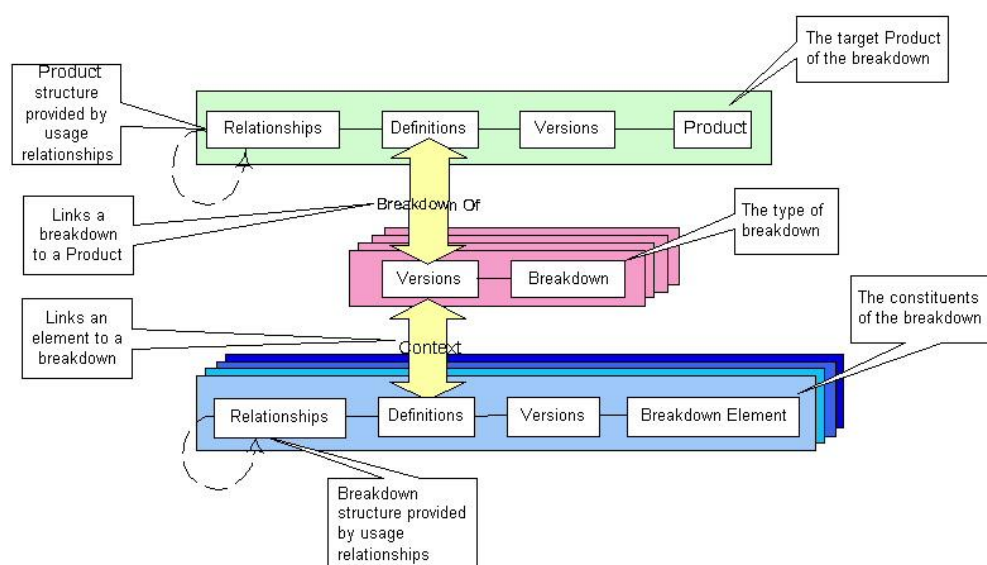 The target Product
of the breakdown
Product
structure
provided by
usage
relationships
Relationships
Definitions
Versions
Product
Links a
breakdown
to a Product
Breakdown Of
The type of
breakdown
Versions
Breakdown
Links an
element to a
breakdown
Context
The constituents
of the breakdown
Relationships
Definitions
Versions
Breakdown Element
Breakdown
structure provided
by usage
relationships